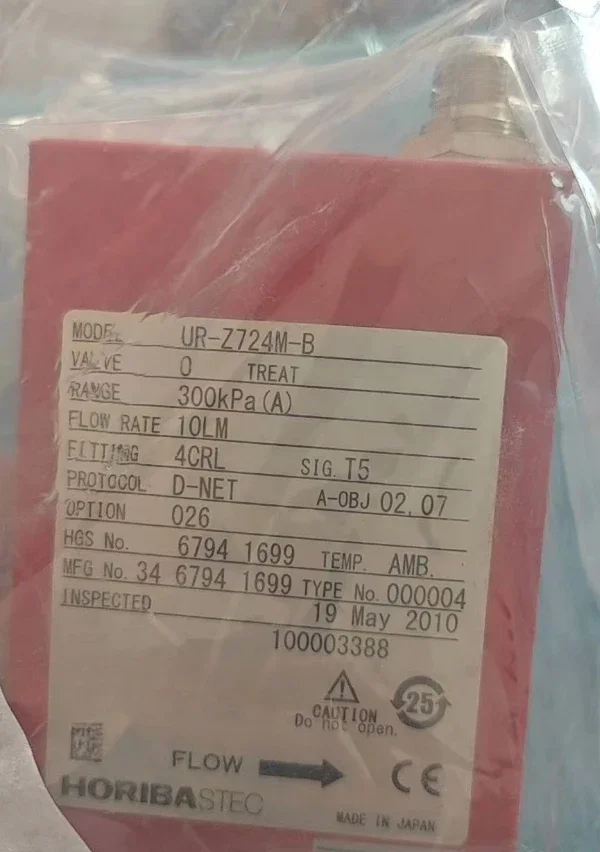 MODEL UR-Z724M-B
VALVE 0 TREAT
RANGE 300kPa(A)
FLOW RATE 10LM
FITTING 4CRL SIG. T5
PROTOCOL D-NET A-OBJ 02,07
OPTION 026
HGS No. 6794 1699 TEMP. AMB.
MFG No. 34 6794 1699 TYPE No. 000004
INSPECTED 19 May 2010
100003388
25
CAUTION
Do not open.
FLOW CE
HORIBASTEC
MADE IN JAPAN